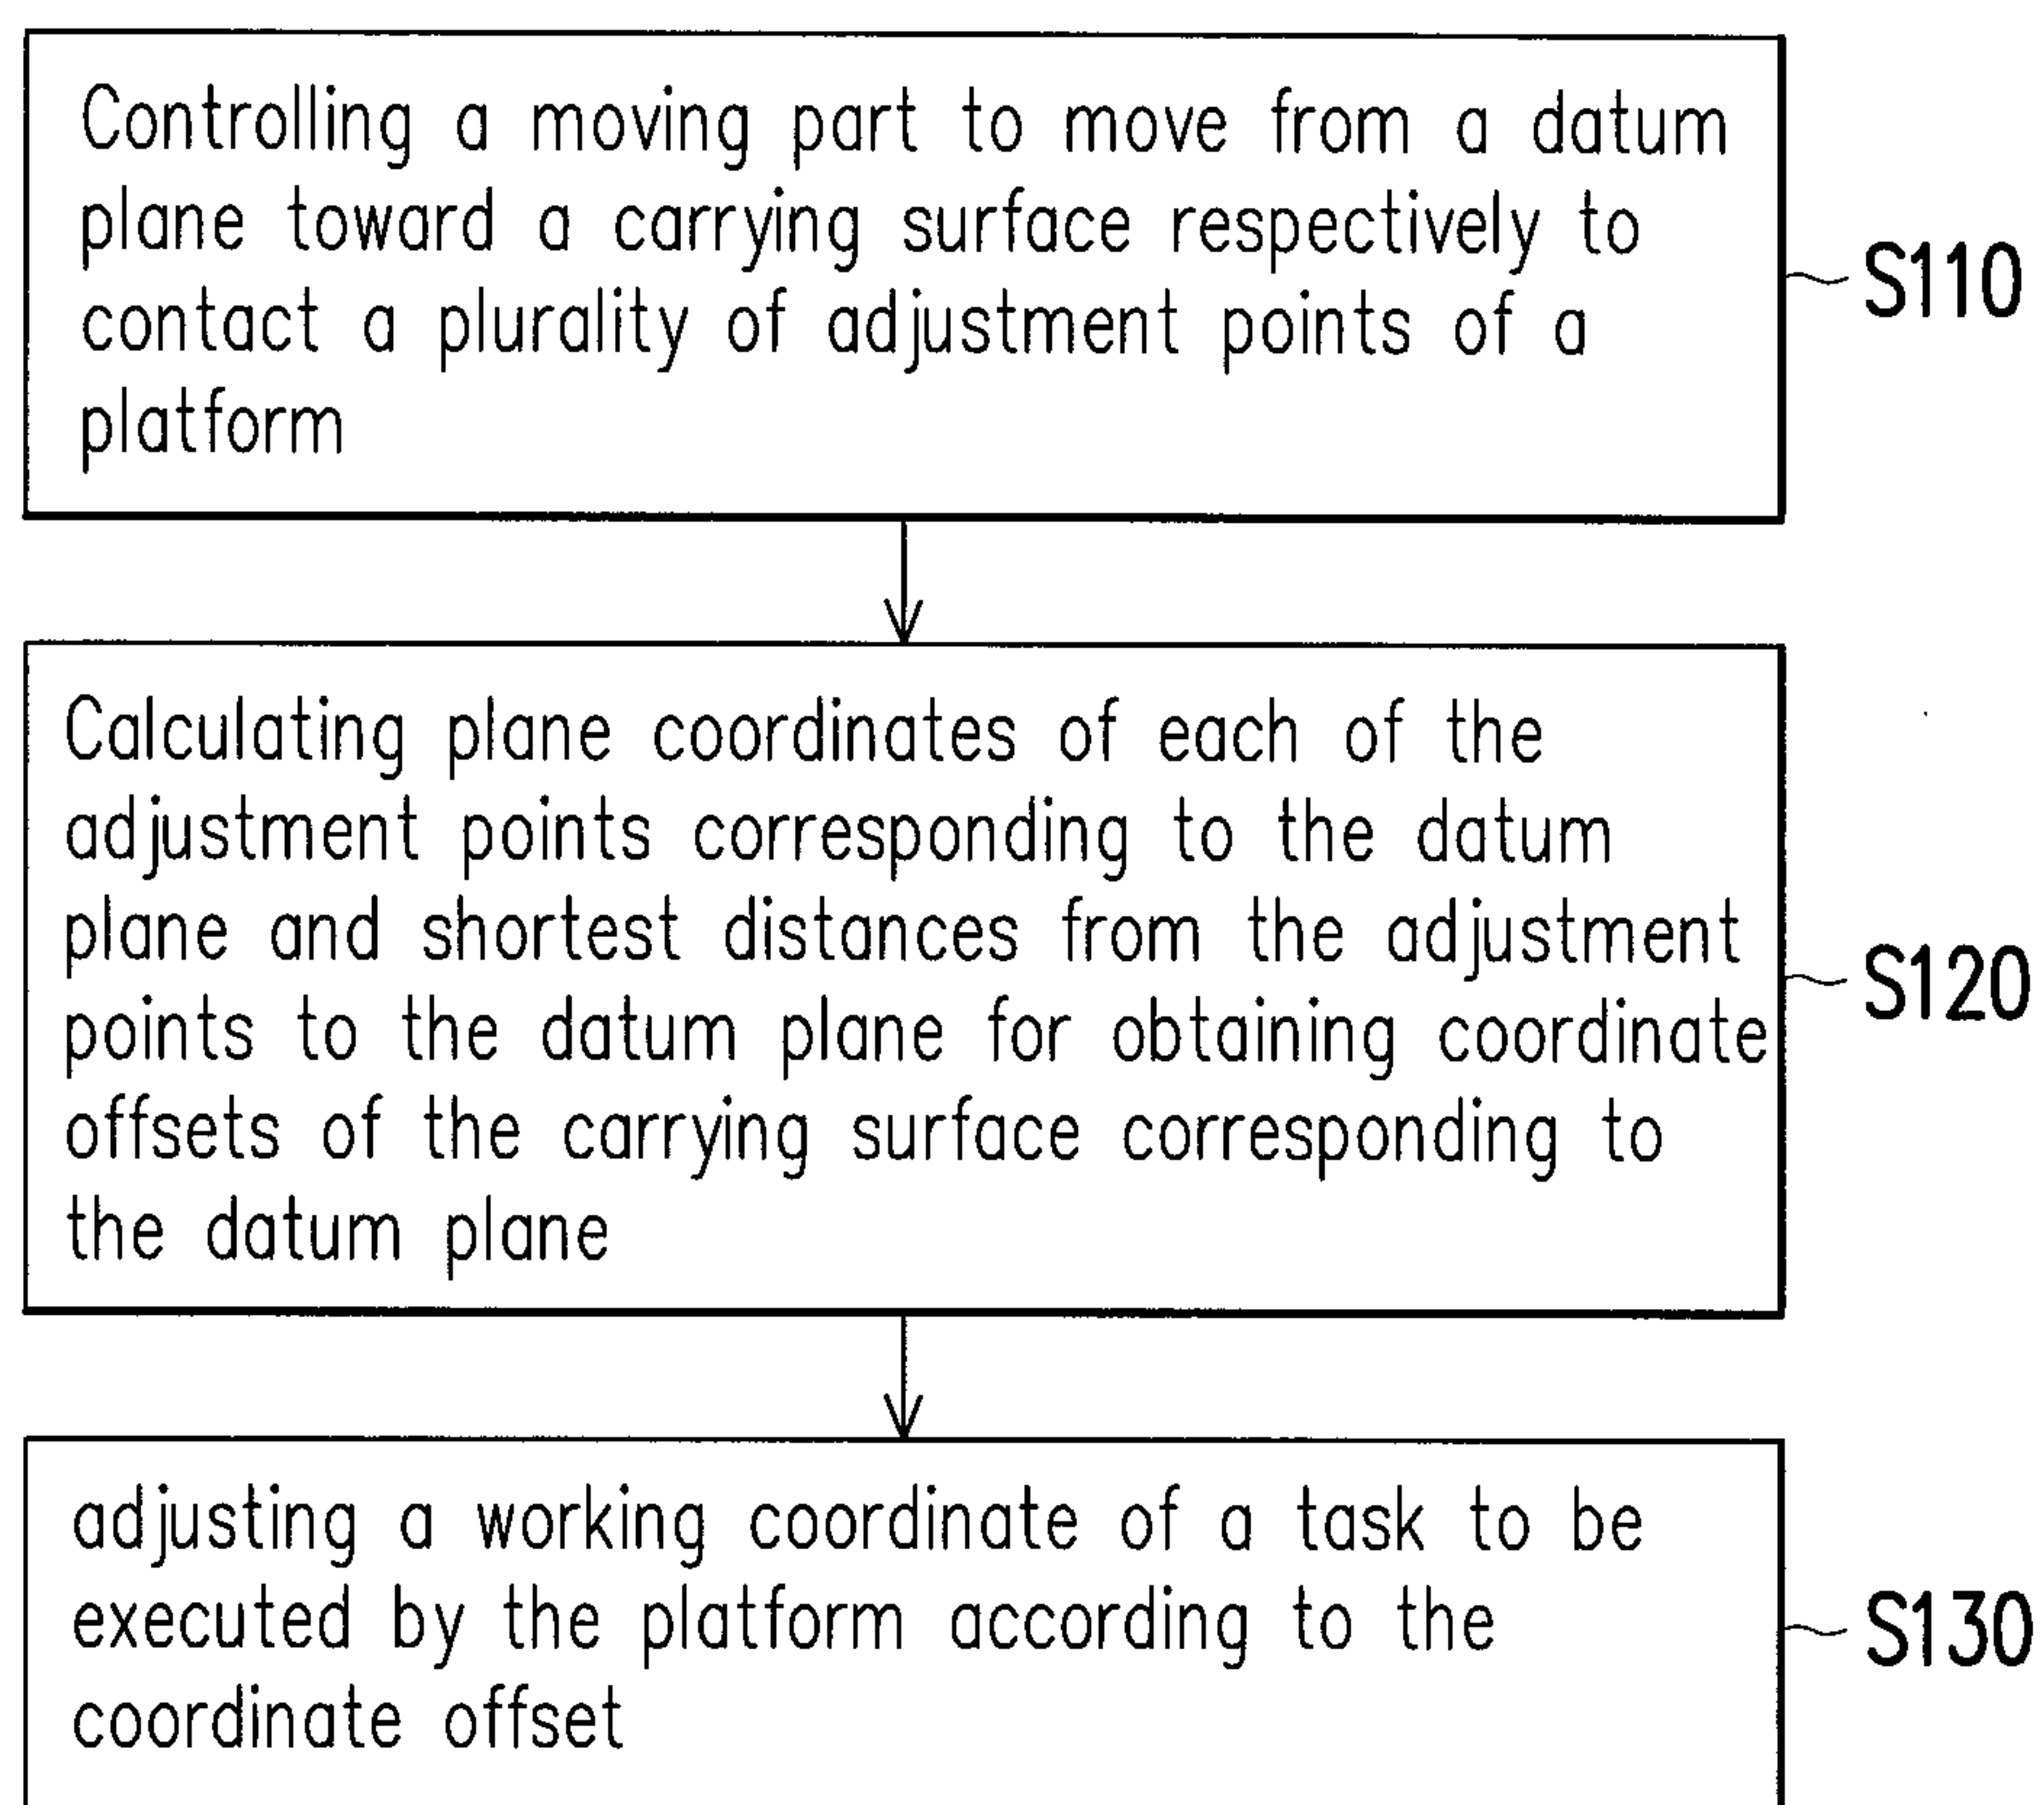 Controlling a moving part to move from a datum
plane toward a carrying surface respectively to
contact a plurality of adjustment points of a
platform
S110
Calculating plane coordinates of each of the
adjustment points corresponding to the datum
plane and shortest distances from the adjustment
points to the datum plane for obtaining coordinate
offsets of the carrying surface corresponding to
the datum plane
S120
adjusting a working coordinate of a task to be
executed by the platform according to the
coordinate offset
S130